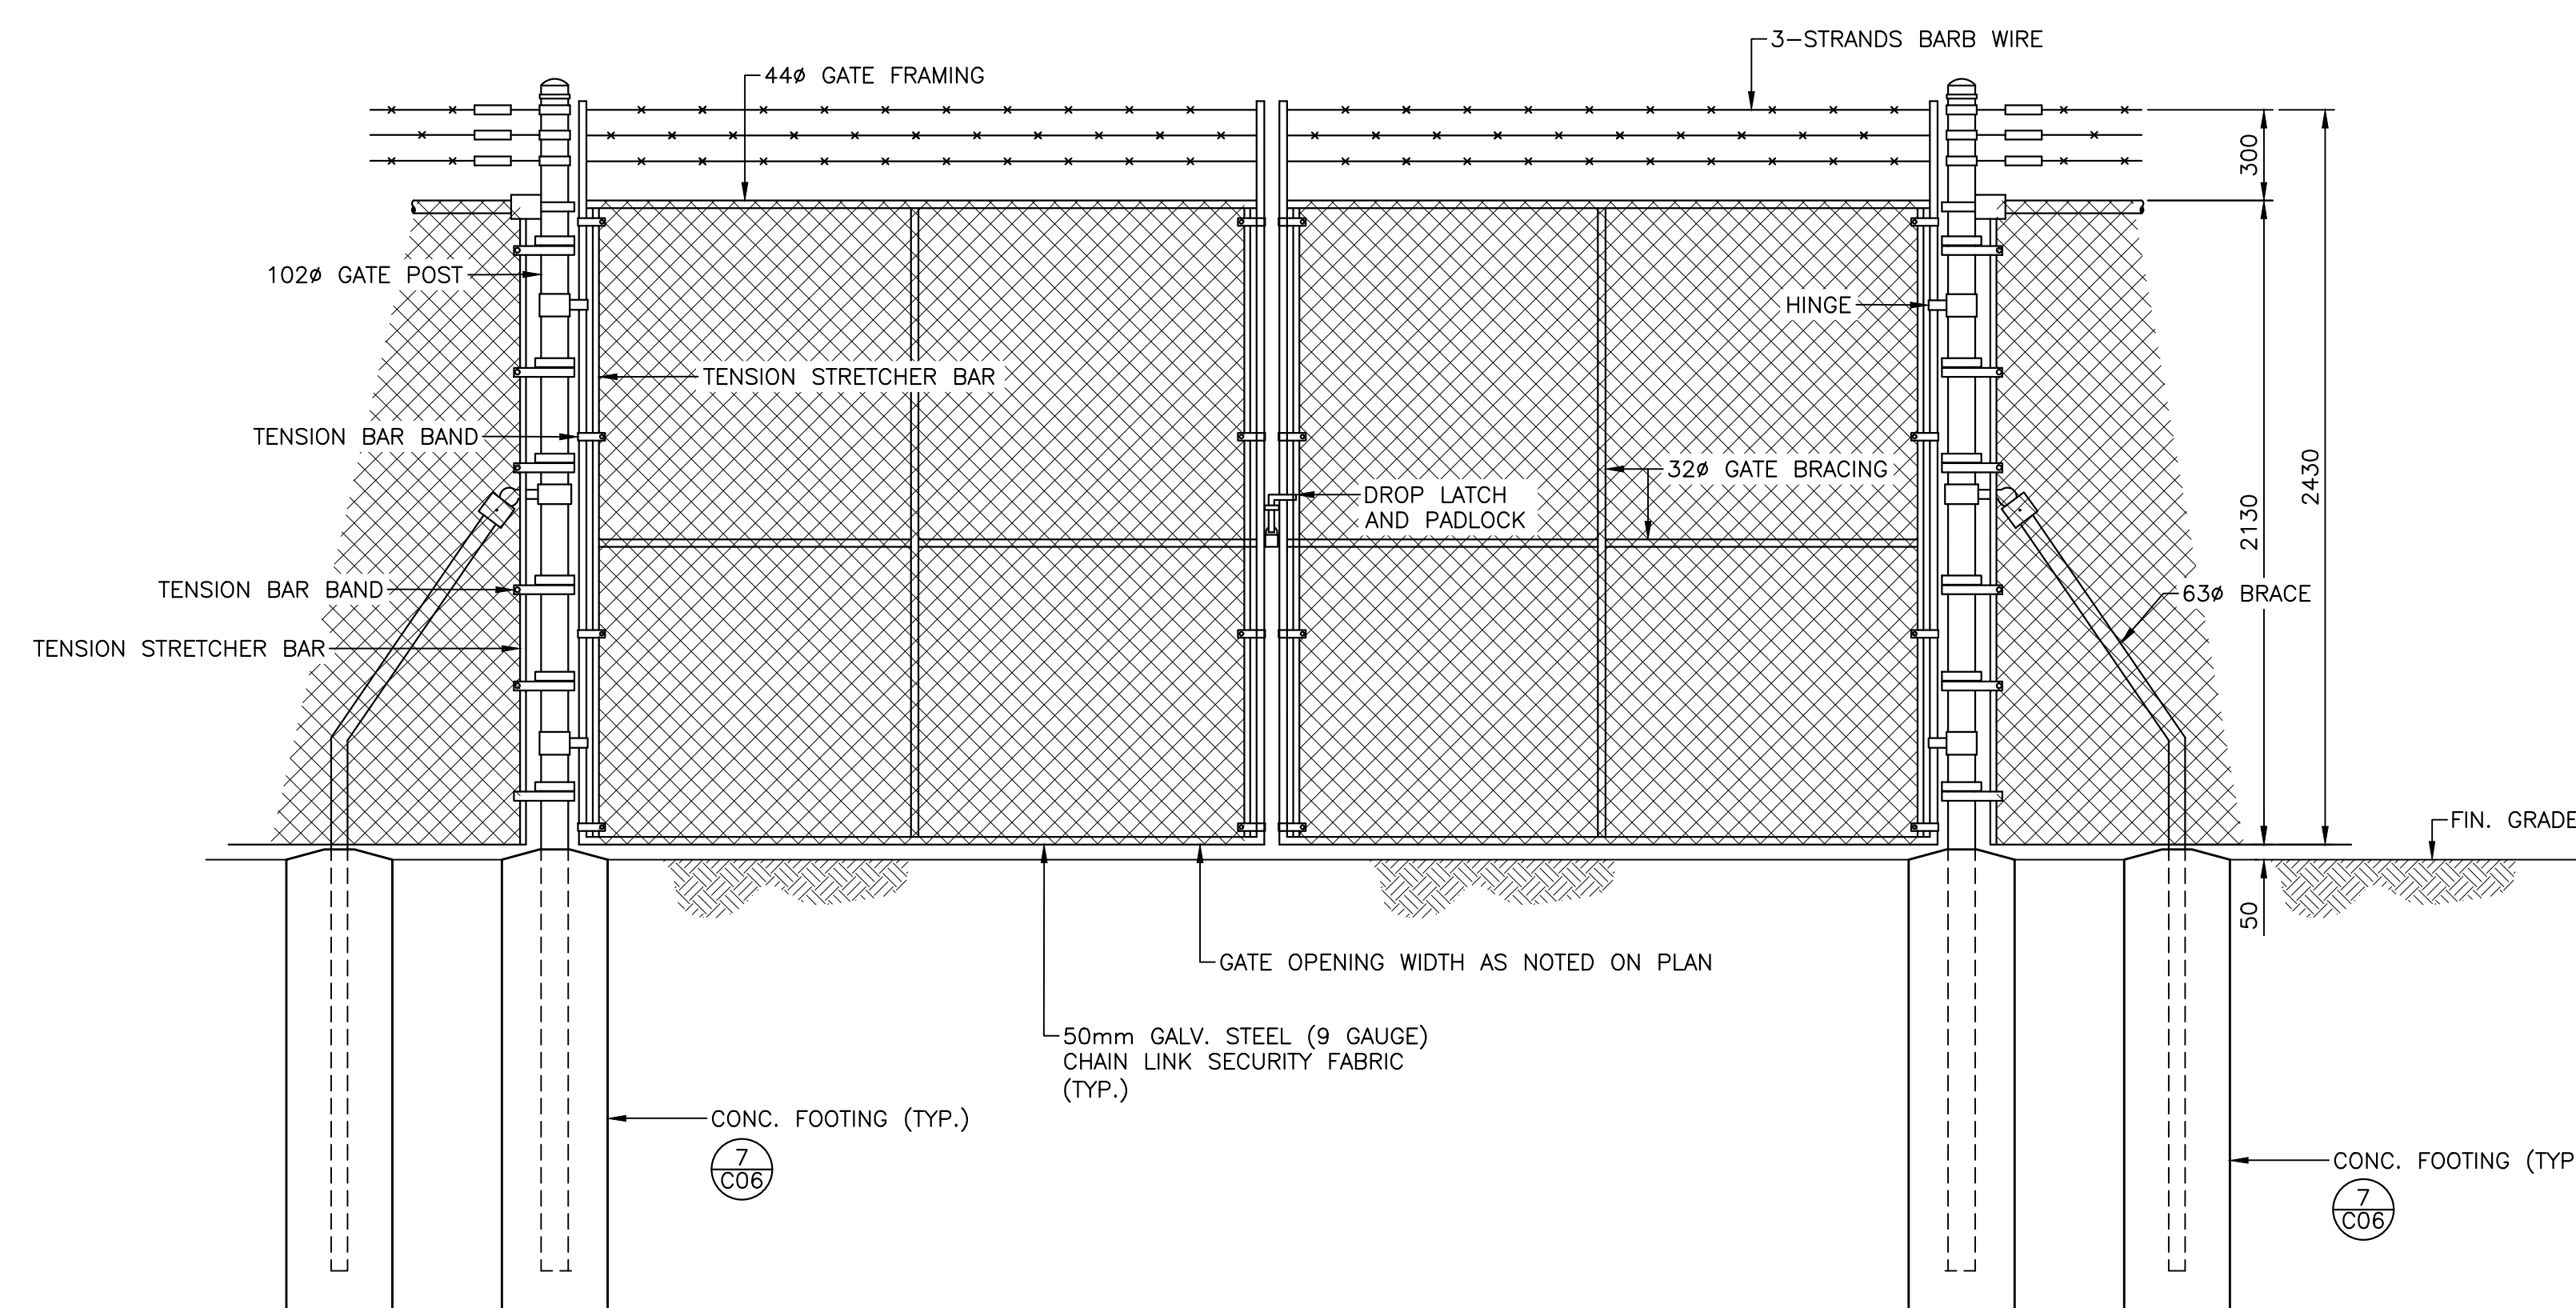 3-STRANDS BARB WIRE
44ø GATE FRAMING
300
102ø GATE POST
HINGE
TENSION STRETCHER BAR
TENSION BAR BAND
32ø GATE BRACING
DROP LATCH
AND PADLOCK
2430
2130
TENSION BAR BAND
63ø BRACE
TENSION STRETCHER BAR
FIN. GRADE
50
GATE OPENING WIDTH AS NOTED ON PLAN
50mm GALV. STEEL (9 GAUGE)
CHAIN LINK SECURITY FABRIC
(TYP.)
CONC. FOOTING (TYP.)
7
C06
CONC. FOOTING (TYP
7
C06